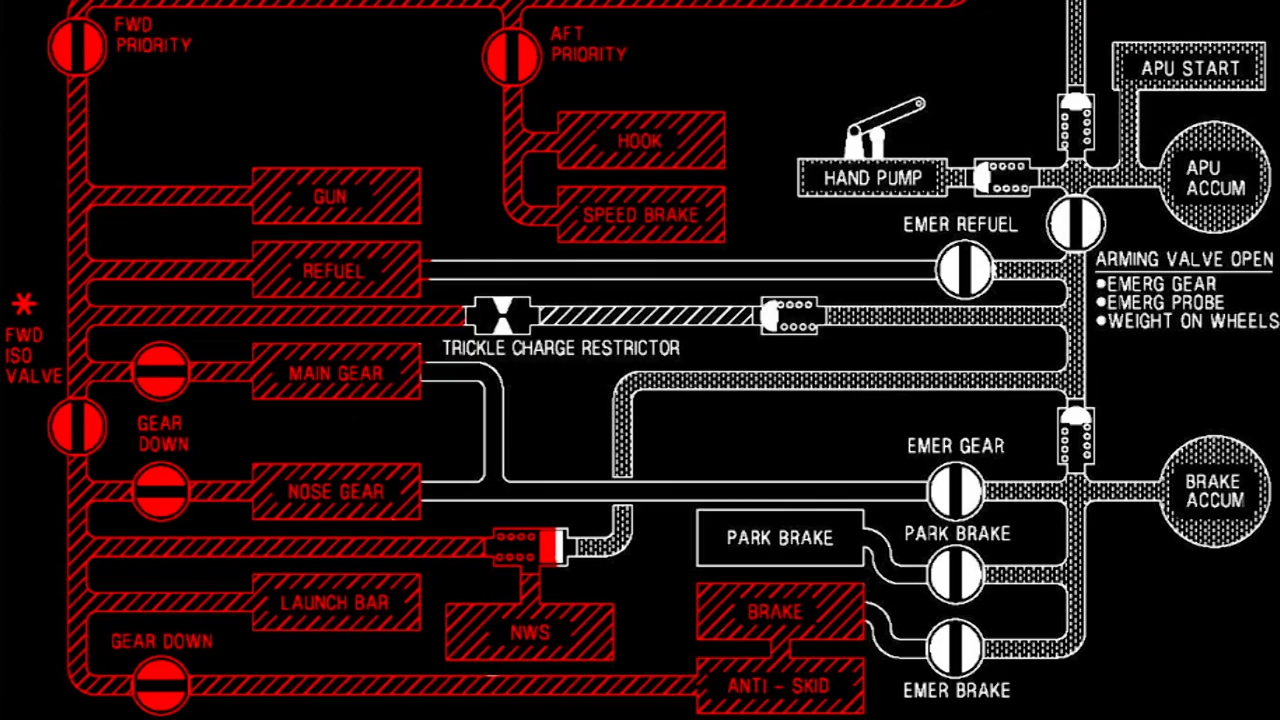 FWD
PRIORITY
AFT
PRIORITY
APU START
HOOK
HAND PUMP
APU
ACCUM
GUN
SPEED BRAKE
EMER REFUEL
REFUEL
ARMING VALVE OPEN
•EMERG GEAR
•EMERG PROBE
•WEIGHT ON WHEELS
*
FWD
ISO
VALVE
TRICKLE CHARGE RESTRICTOR
MAIN GEAR
GEAR
DOWN
EMER GEAR
NOSE GEAR
BRAKE
ACCUM
PARK BRAKE
PARK BRAKE
LAUNCH BAR
BRAKE
NWS
GEAR DOWN
ANTI - SKID
EMER BRAKE